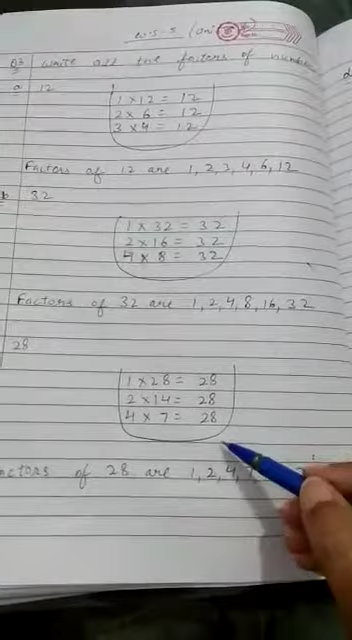 W.S-5 (On
Q3 Write all the factors of number
a 12
1 × 12 = 12
2 × 6 = 12
3 × 4 = 12
Factors of 12 are 1, 2, 3, 4, 6, 12
b 32
1 × 32 = 32
2 × 16 = 32
4 × 8 = 32
Factors of 32 are 1, 2, 4, 8, 16, 32
28
1 × 28 = 28
2 × 14 = 28
4 × 7 = 28
actors of 28 are 1, 2, 4, 7